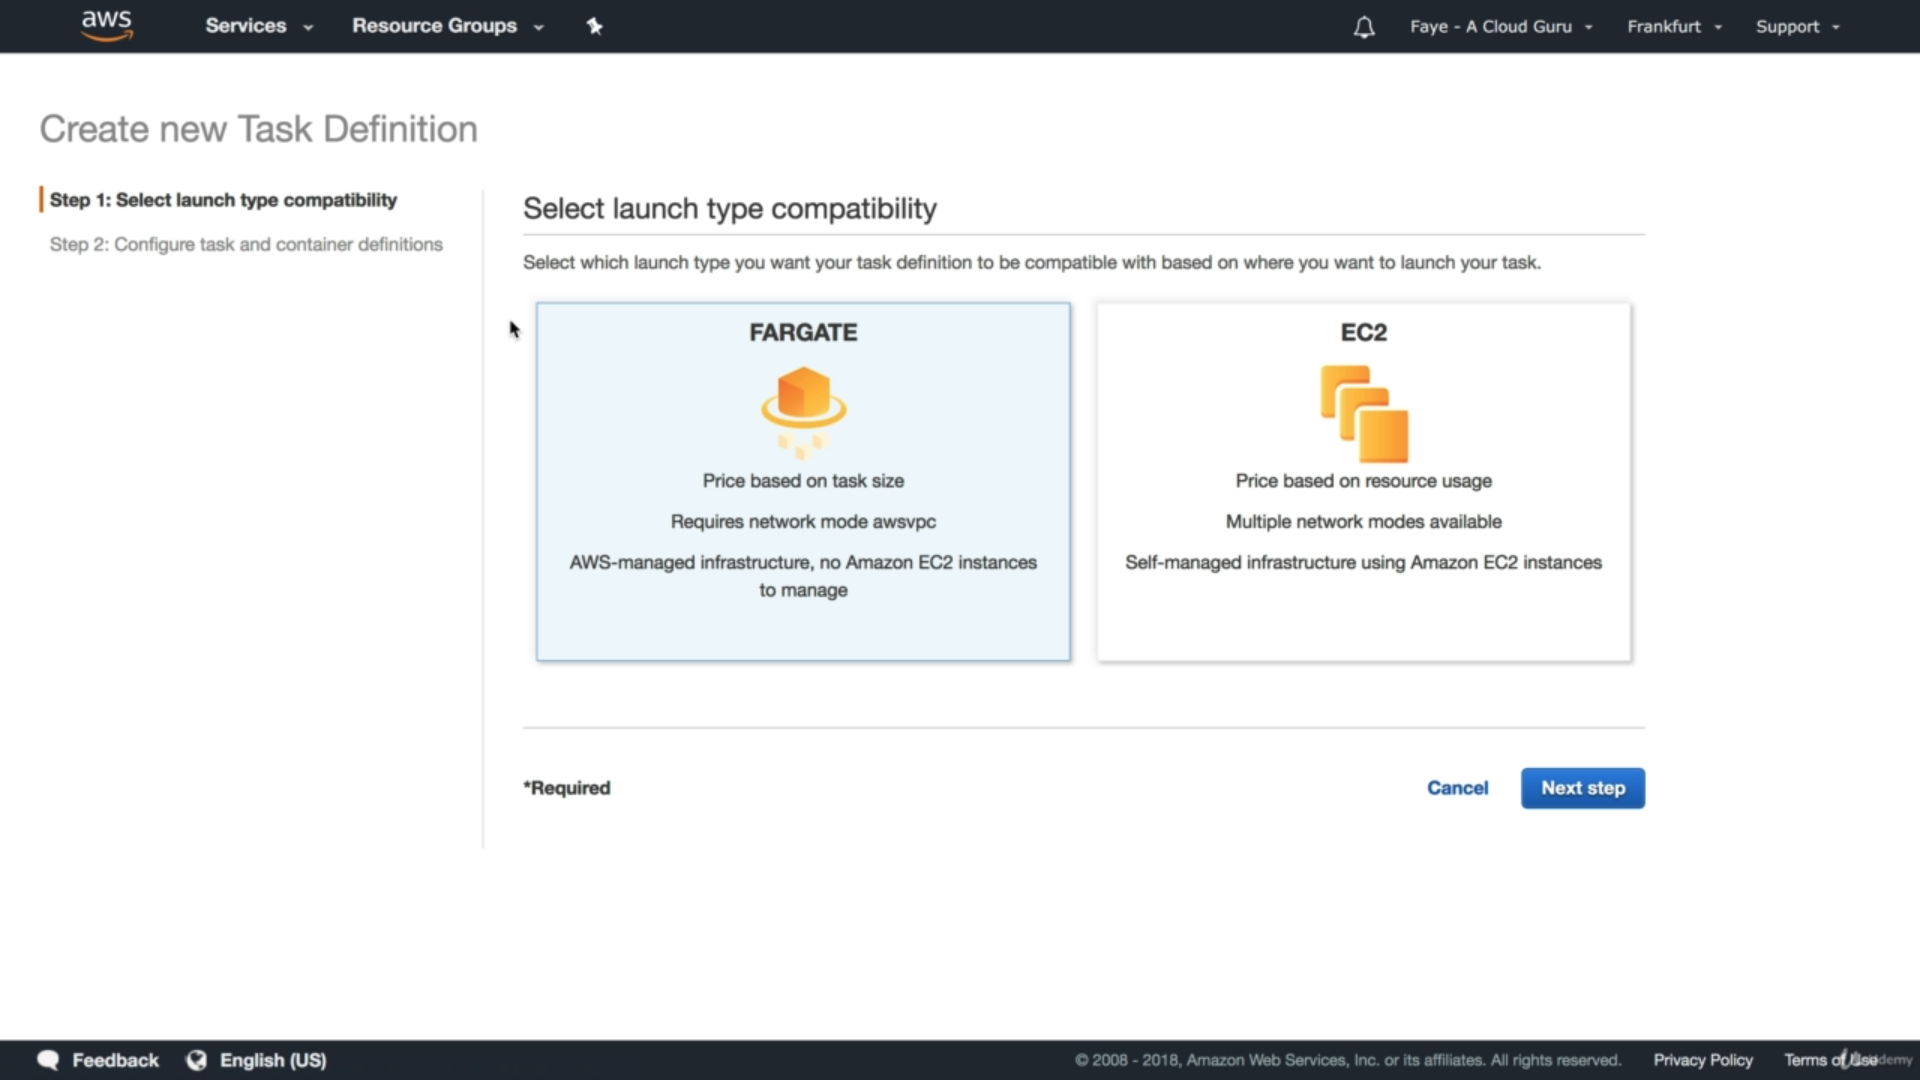 aws Services Resource Groups Faye - A Cloud Guru Frankfurt Support
Create new Task Definition
Step 1: Select launch type compatibility
Step 2: Configure task and container definitions
Select launch type compatibility
Select which launch type you want your task definition to be compatible with based on where you want to launch your task.
FARGATE
Price based on task size
Requires network mode awsvpc
AWS-managed infrastructure, no Amazon EC2 instances
to manage
EC2
Price based on resource usage
Multiple network modes available
Self-managed infrastructure using Amazon EC2 instances
*Required
Cancel Next step
Feedback English (US) © 2008 - 2018, Amazon Web Services, Inc. or its affiliates. All rights reserved. Privacy Policy Terms of Use